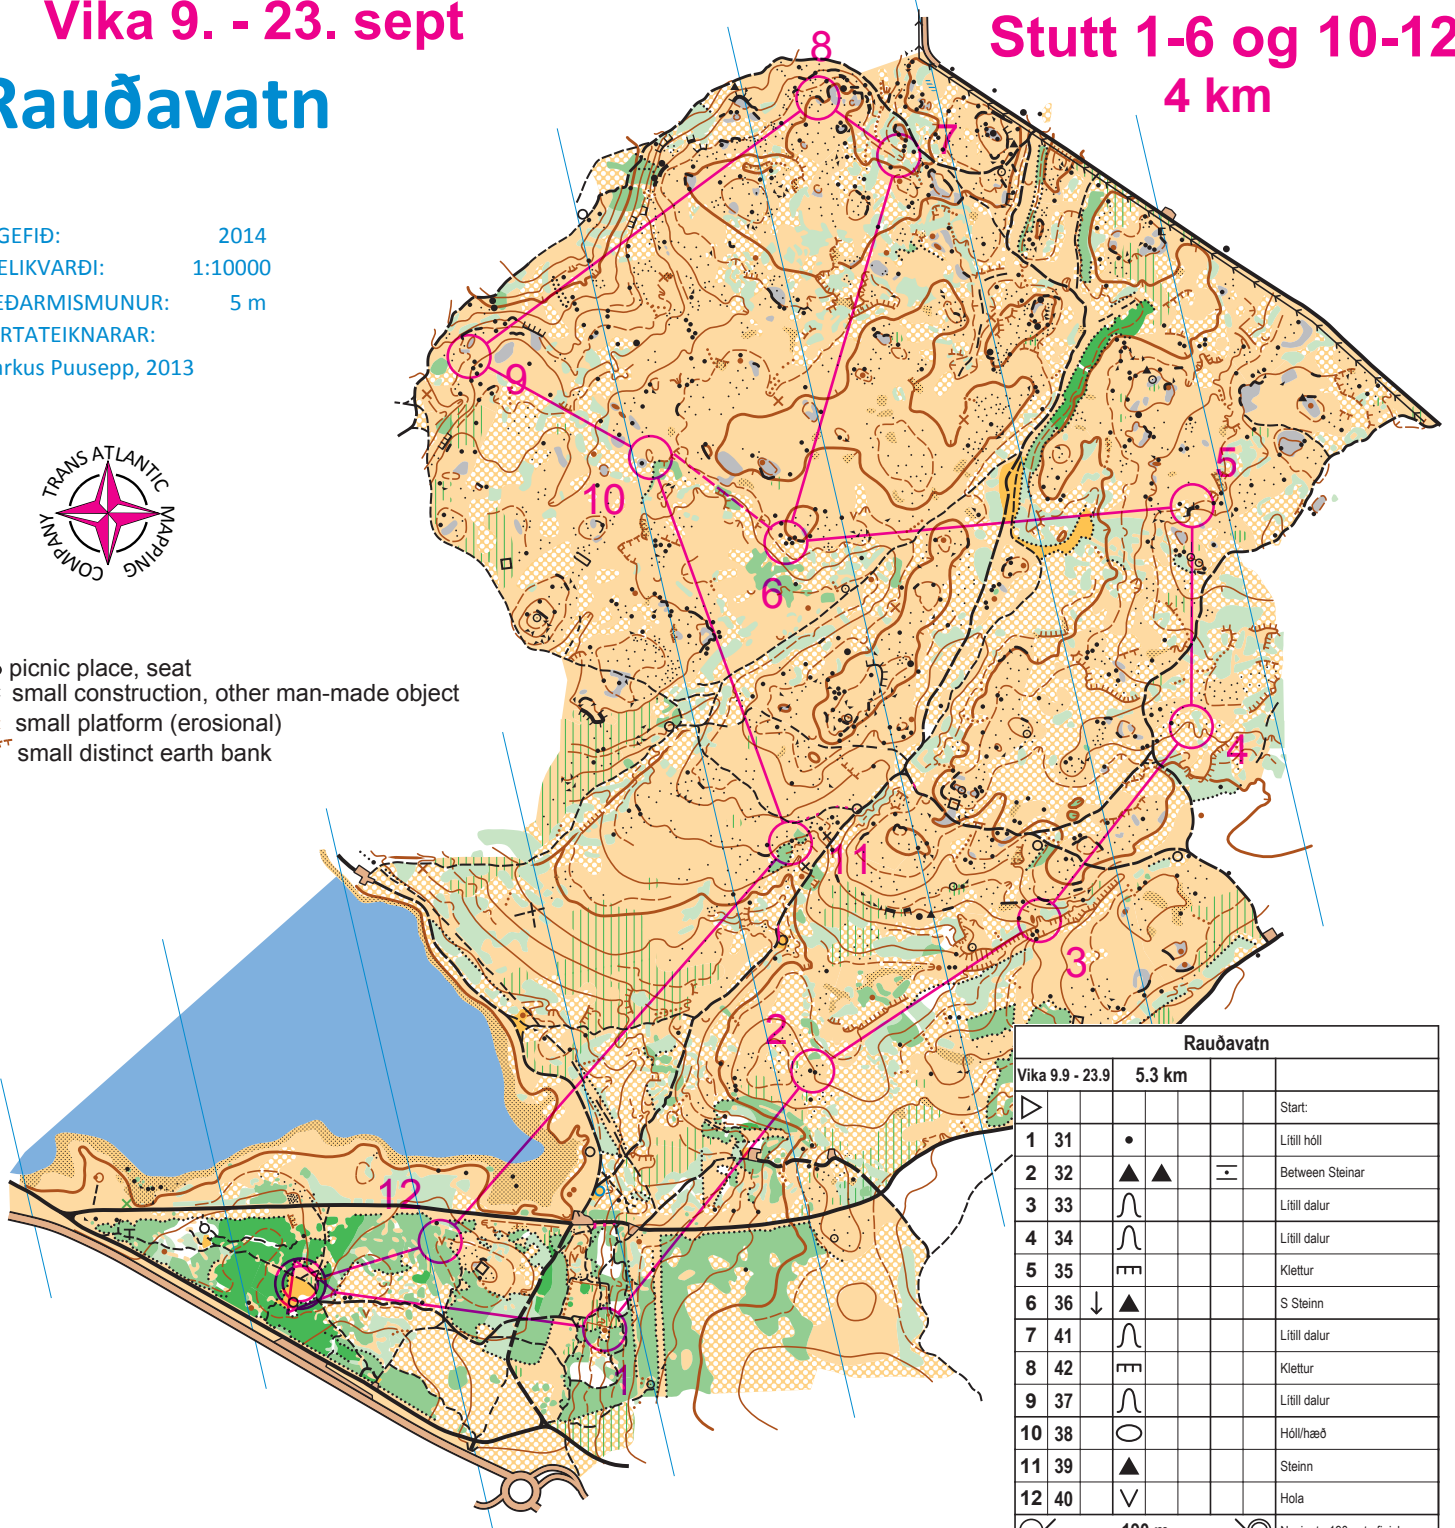 Vika 9. - 23. sept
Rauðavatn
Stutt 1-6 og 10-12
4 km
GEFIÐ: 2014
ELIKVARÐI: 1:10000
EÐARMISMUNUR: 5 m
RTATEIKNARAR:
arkus Puusepp, 2013
TRANS ATLANTIC
MAPPING
COMPANY
picnic place, seat
small construction, other man-made object
small platform (erosional)
small distinct earth bank
8
7
9
5
10
6
4
11
3
2
12
1
Rauðavatn
Vika 9.9 - 23.9 5.3 km
Start:
1 31 Lítill hóll
2 32 Between Steinar
3 33 Lítill dalur
4 34 Lítill dalur
5 35 Klettur
6 36 S Steinn
7 41 Lítill dalur
8 42 Klettur
9 37 Lítill dalur
10 38 Hóll/hæð
11 39 Steinn
12 40 Hola